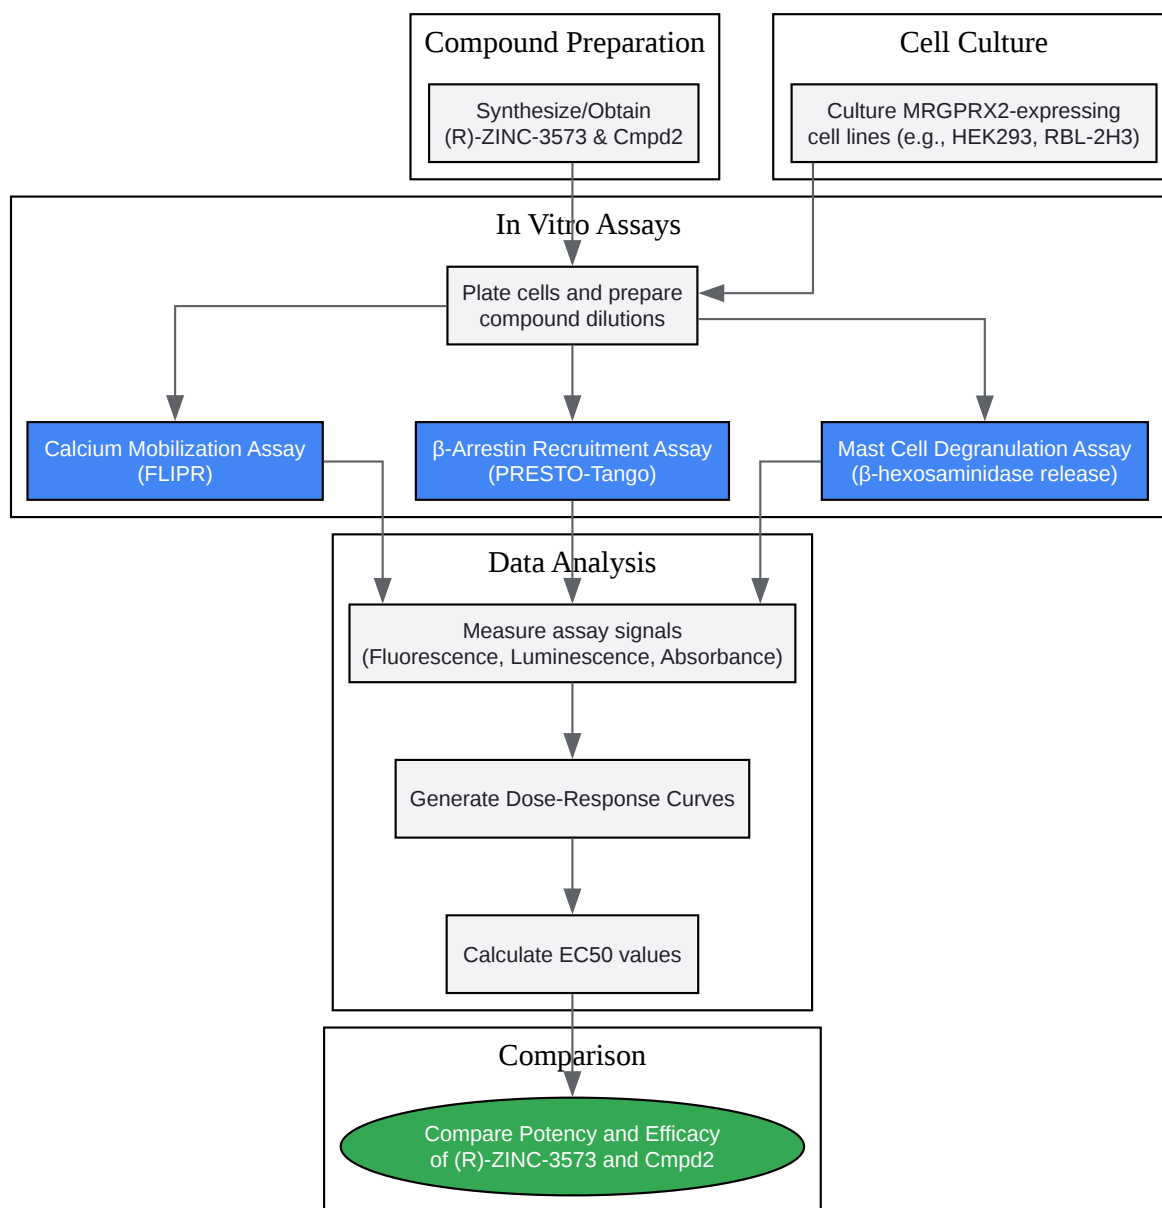 Compound Preparation
Cell Culture
Synthesize/Obtain
(R)-ZINC-3573 & Cmpd2
Culture MRGPRX2-expressing
cell lines (e.g., HEK293, RBL-2H3)
In Vitro Assays
Plate cells and prepare
compound dilutions
Calcium Mobilization Assay
(FLIPR)
β-Arrestin Recruitment Assay
(PRESTO-Tango)
Mast Cell Degranulation Assay
(β-hexosaminidase release)
Data Analysis
Measure assay signals
(Fluorescence, Luminescence, Absorbance)
Generate Dose-Response Curves
Calculate EC50 values
Comparison
Compare Potency and Efficacy
of (R)-ZINC-3573 and Cmpd2